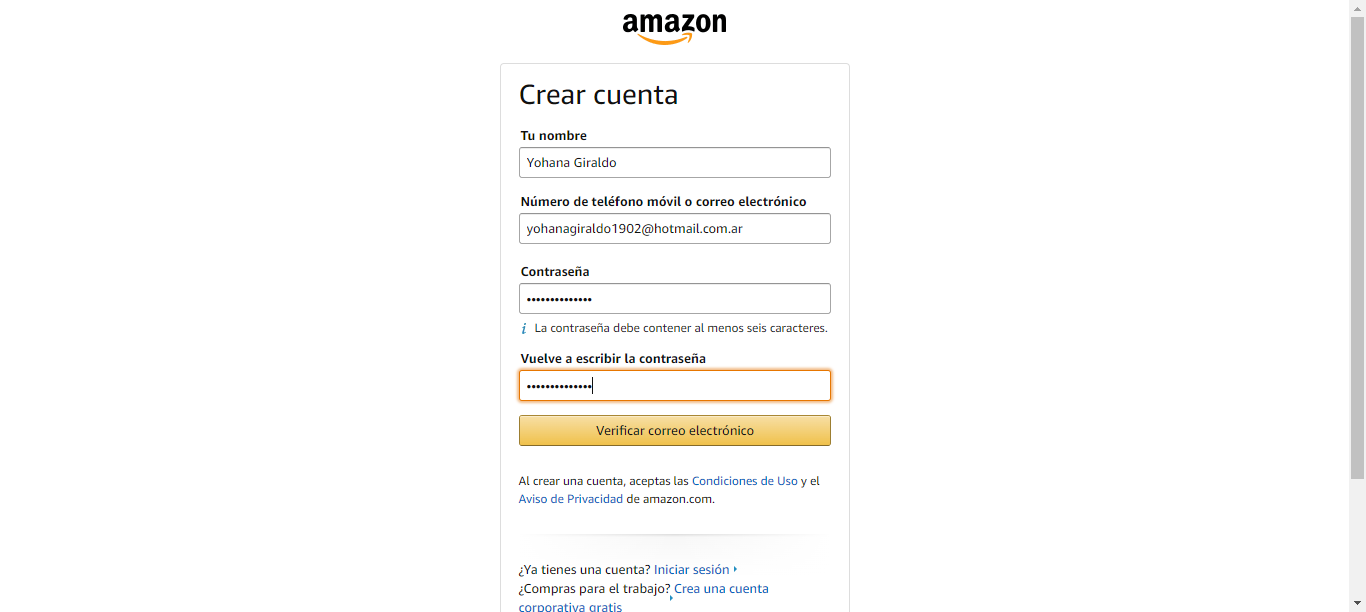 amazon
Crear cuenta
Tu nombre
Yohana Giraldo
Número de teléfono móvil o correo electrónico
yohanagiraldo1902@hotmail.com.ar
Contraseña
••••••••••••••
i La contraseña debe contener al menos seis caracteres.
Vuelve a escribir la contraseña
••••••••••••••
Verificar correo electrónico
Al crear una cuenta, aceptas las Condiciones de Uso y el
Aviso de Privacidad de amazon.com.
¿Ya tienes una cuenta? Iniciar sesión
¿Compras para el trabajo? Crea una cuenta
corporativa gratis